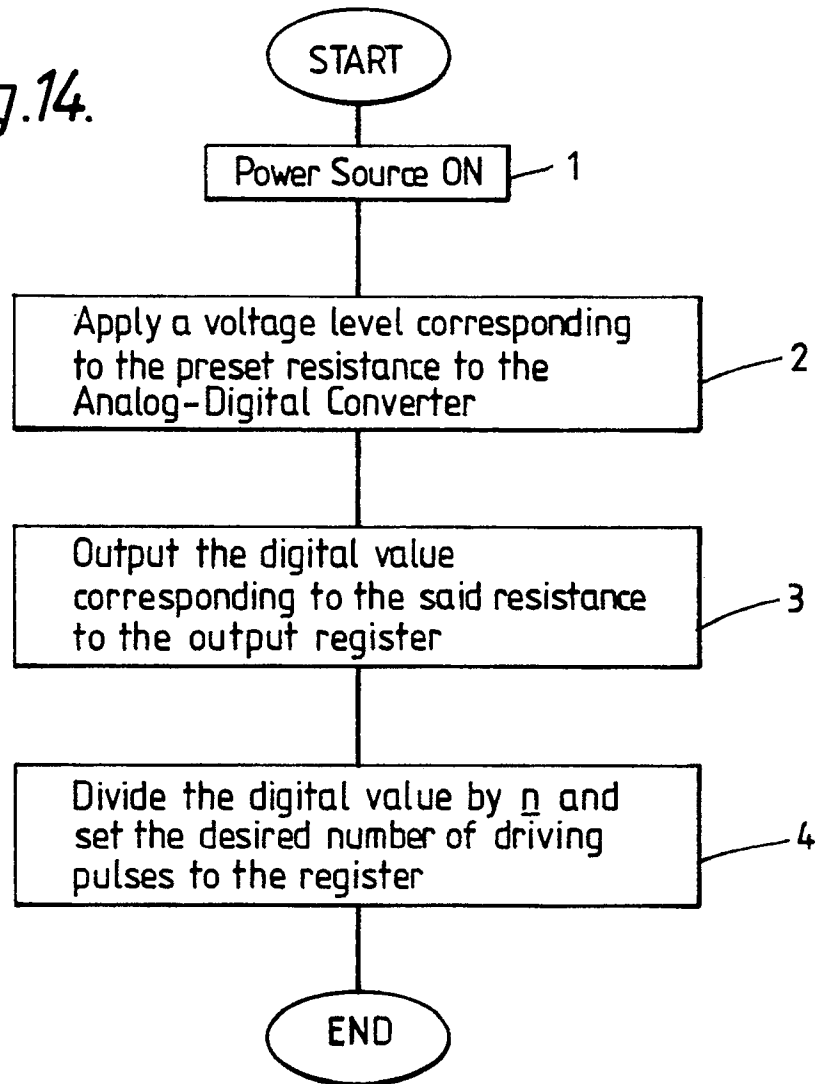 g.14.
START
Power Source ON
1
Apply a voltage level corresponding
to the preset resistance to the
Analog-Digital Converter
2
Output the digital value
corresponding to the said resistance
to the output register
3
Divide the digital value by n and
set the desired number of driving
pulses to the register
4
END